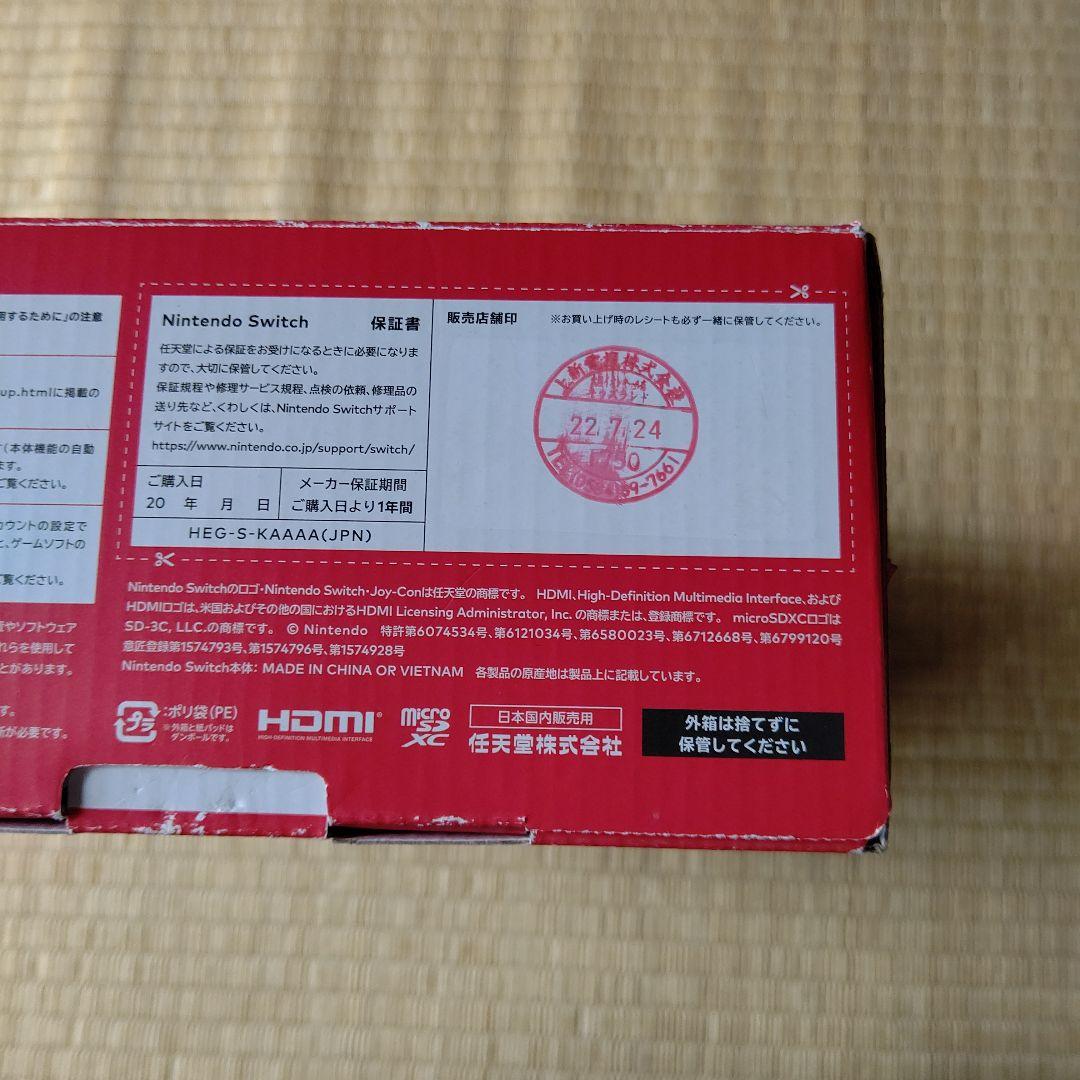 用するために」の注意
up.htmlに掲載の
(本体機能の自動
ます。
ご覧ください。
カウントの設定で
と、ゲームソフトの
ご覧ください。
やソフトウェア
れらを使用して
とがあります。
す。
新が必要です。
Nintendo Switch 保証書
任天堂による保証をお受けになるときに必要になりま
すので、大切に保管してください。
保証規程や修理サービス規程、点検の依頼、修理品の
送り先など、くわしくは、Nintendo Switchサポート
サイトをご覧ください。
https://www.nintendo.co.jp/support/switch/
ご購入日
20 年 月 日
メーカー保証期間
ご購入日より1年間
HEG-S-KAAAA(JPN)
販売店舗印 ※お買い上げ時のレシートも必ず一緒に保管してください。
上新電機株式会社
22.7.24
Nintendo Switchのロゴ・Nintendo Switch・Joy-Conは任天堂の商標です。 HDMI、High-Definition Multimedia Interface、および
HDMIロゴは、米国およびその他の国におけるHDMI Licensing Administrator, Inc. の商標または、登録商標です。 microSDXCロゴは
SD-3C, LLC.の商標です。 © Nintendo 特許第6074534号、第6121034号、第6580023号、第6712668号、第6799120号
意匠登録第1574793号、第1574796号、第1574928号
Nintendo Switch本体: MADE IN CHINA OR VIETNAM 各製品の原産地は製品上に記載しています。
プラ
:ポリ袋(PE)
※外箱と紙パッドは
ダンボールです。
HDMI®
HIGH-DEFINITION MULTIMEDIA INTERFACE
micro
SD
XC
日本国内販売用
任天堂株式会社
外箱は捨てずに
保管してください